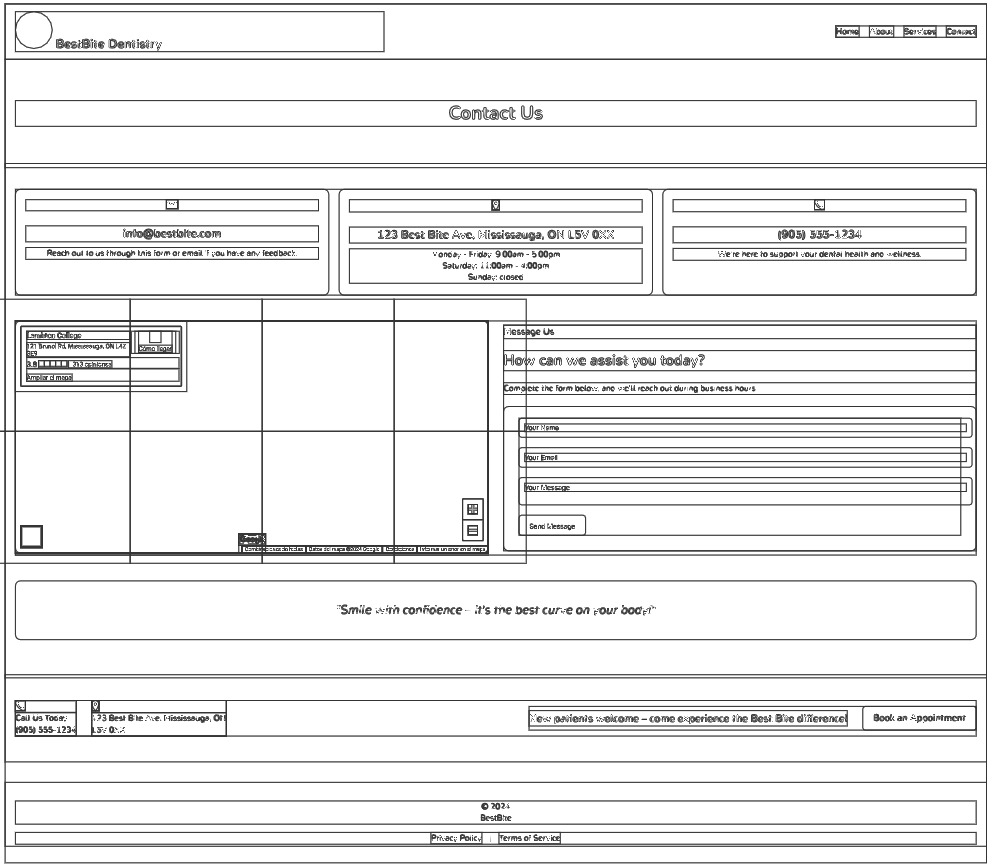 BestBite Dentistry
Home About Services Contact
Contact Us
info@bestbite.com
Reach out to us through this form or email if you have any feedback.
123 Best Bite Ave, Mississauga, ON L5V 0XX
Monday - Friday: 9:00am - 5:00pm
Saturday: 11:00am - 4:00pm
Sunday: closed
(905) 555-1234
We're here to support your dental health and wellness.
Lambton College
121 Brunel Rd, Mississauga, ON L4Z
3E9
Cómo llegar
3.8 313 opiniones
Ampliar el mapa
Google
Combinaciones de teclas Datos del mapa ©2024 Google Condiciones Informar un error en el mapa
Message Us
How can we assist you today?
Complete the form below, and we'll reach out during business hours
Your Name
Your Email
Your Message
Send Message
"Smile with confidence – it's the best curve on your body!"
Call Us Today
(905) 555-1234
123 Best Bite Ave, Mississauga, ON
L5V 0XX
New patients welcome – come experience the Best Bite difference!
Book an Appointment
© 2024
BestBite
Privacy Policy | Terms of Service